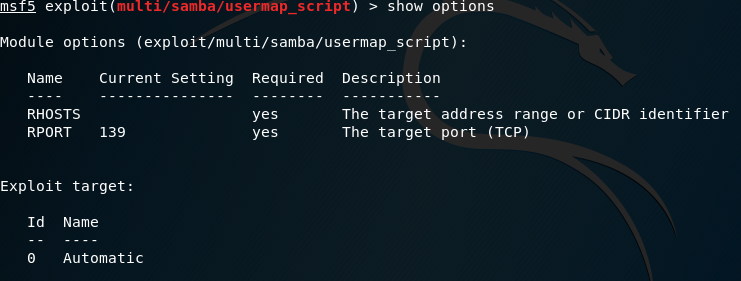 msf5 exploit(multi/samba/usermap_script) > show options
Module options (exploit/multi/samba/usermap_script):
Name Current Setting Required Description
---- --------------- -------- -----------
RHOSTS yes The target address range or CIDR identifier
RPORT 139 yes The target port (TCP)
Exploit target:
Id Name
-- ----
0 Automatic